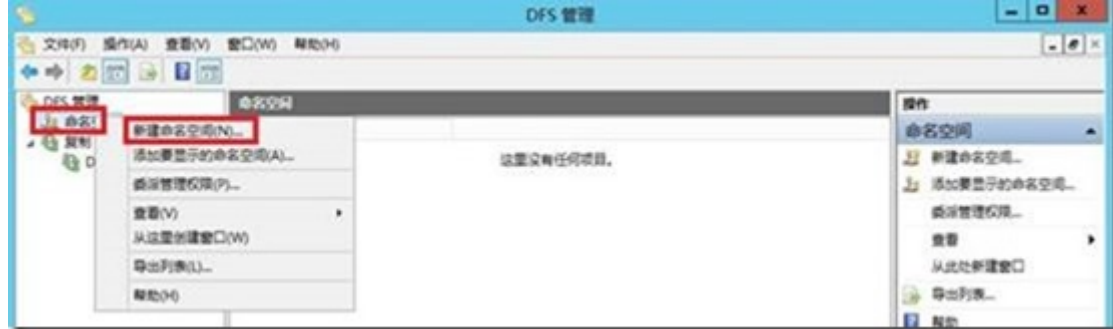 DFS 管理
文件(F) 操作(A) 查看(V) 窗口(W) 帮助(H)
DFS 管理
命名
复制
D
新建命名空间(N)...
添加要显示的命名空间(A)...
委派管理权限(P)...
查看(V)
从这里创建窗口(W)
导出列表(L)...
帮助(H)
命名空间
这里没有任何项目。
操作
命名空间
新建命名空间...
添加要显示的命名空间...
委派管理权限...
查看
从此处新建窗口
导出列表...
帮助